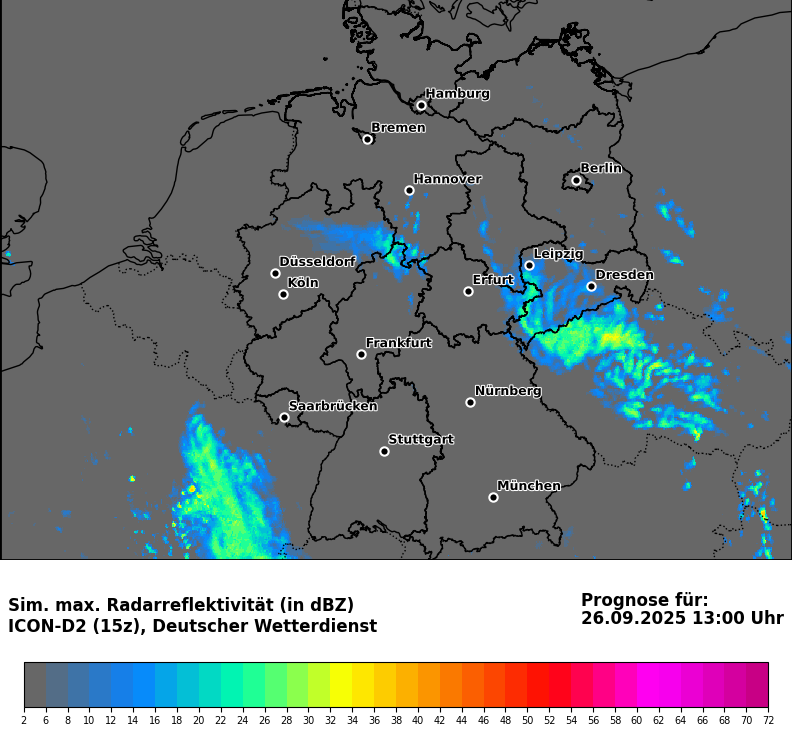 Hamburg
Bremen
Berlin
Hannover
Leipzig
Düsseldorf
Dresden
Köln
Erfurt
Frankfurt
Nürnberg
Saarbrücken
Stuttgart
München
Sim. max. Radarreflektivität (in dBZ)
ICON-D2 (15z), Deutscher Wetterdienst
Prognose für:
26.09.2025 13:00 Uhr
2 6 8 10 12 14 16 18 20 22 24 26 28 30 32 34 36 38 40 42 44 46 48 50 52 54 56 58 60 62 64 66 68 70 72